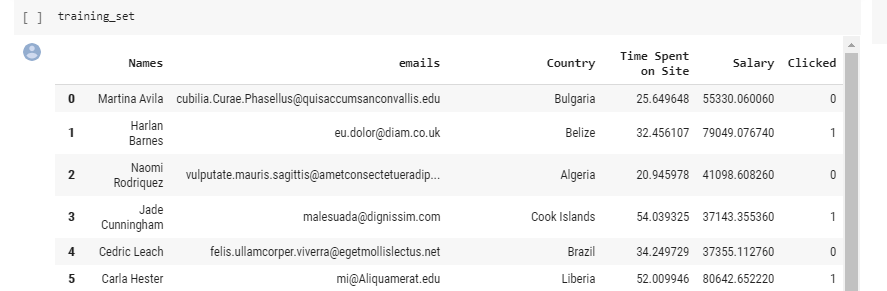 [ ] training_set
Names emails Country Time Spent on Site Salary Clicked
0 Martina Avila cubilia.Curae.Phasellus@quisaccumsanconvallis.edu Bulgaria 25.649648 55330.060060 0
1 Harlan Barnes eu.dolor@diam.co.uk Belize 32.456107 79049.076740 1
2 Naomi Rodriquez vulputate.mauris.sagittis@ametconsectetueradip... Algeria 20.945978 41098.608260 0
3 Jade Cunningham malesuada@dignissim.com Cook Islands 54.039325 37143.355360 1
4 Cedric Leach felis.ullamcorper.viverra@egetmollislectus.net Brazil 34.249729 37355.112760 0
5 Carla Hester mi@Aliquamerat.edu Liberia 52.009946 80642.652220 1